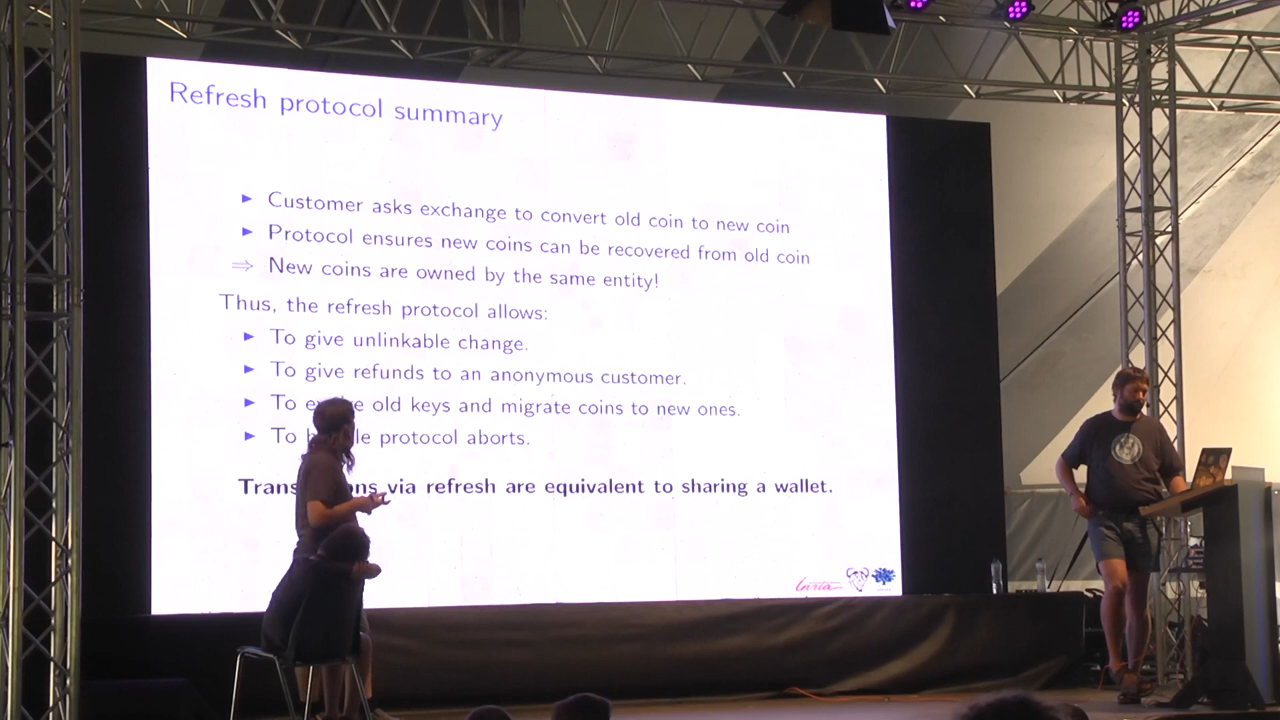 Refresh protocol summary
► Customer asks exchange to convert old coin to new coin
► Protocol ensures new coins can be recovered from old coin
⇒ New coins are owned by the same entity!
Thus, the refresh protocol allows:
► To give unlinkable change.
► To give refunds to an anonymous customer.
► To old keys and migrate coins to new ones.
► To protocol aborts.
via refresh are equivalent to sharing a wallet.
Inria